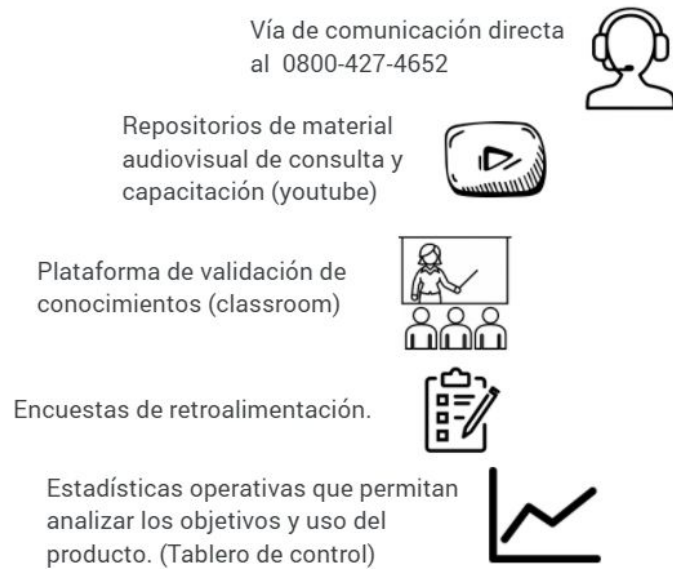 Vía de comunicación directa
al 0800-427-4652
Repositorios de material
audiovisual de consulta y
capacitación (youtube)
Plataforma de validación de
conocimientos (classroom)
Encuestas de retroalimentación.
Estadísticas operativas que permitan
analizar los objetivos y uso del
producto. (Tablero de control)